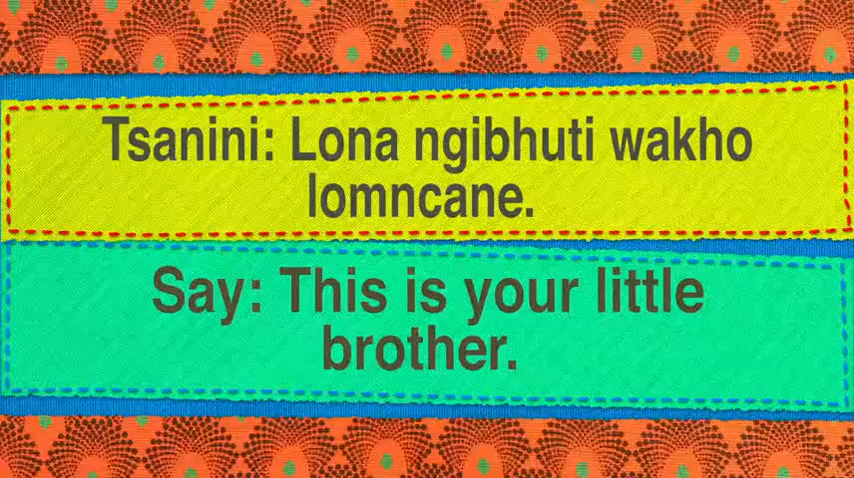 Tsanini: Lona ngibhuti wakho
lomncane.
Say: This is your little
brother.